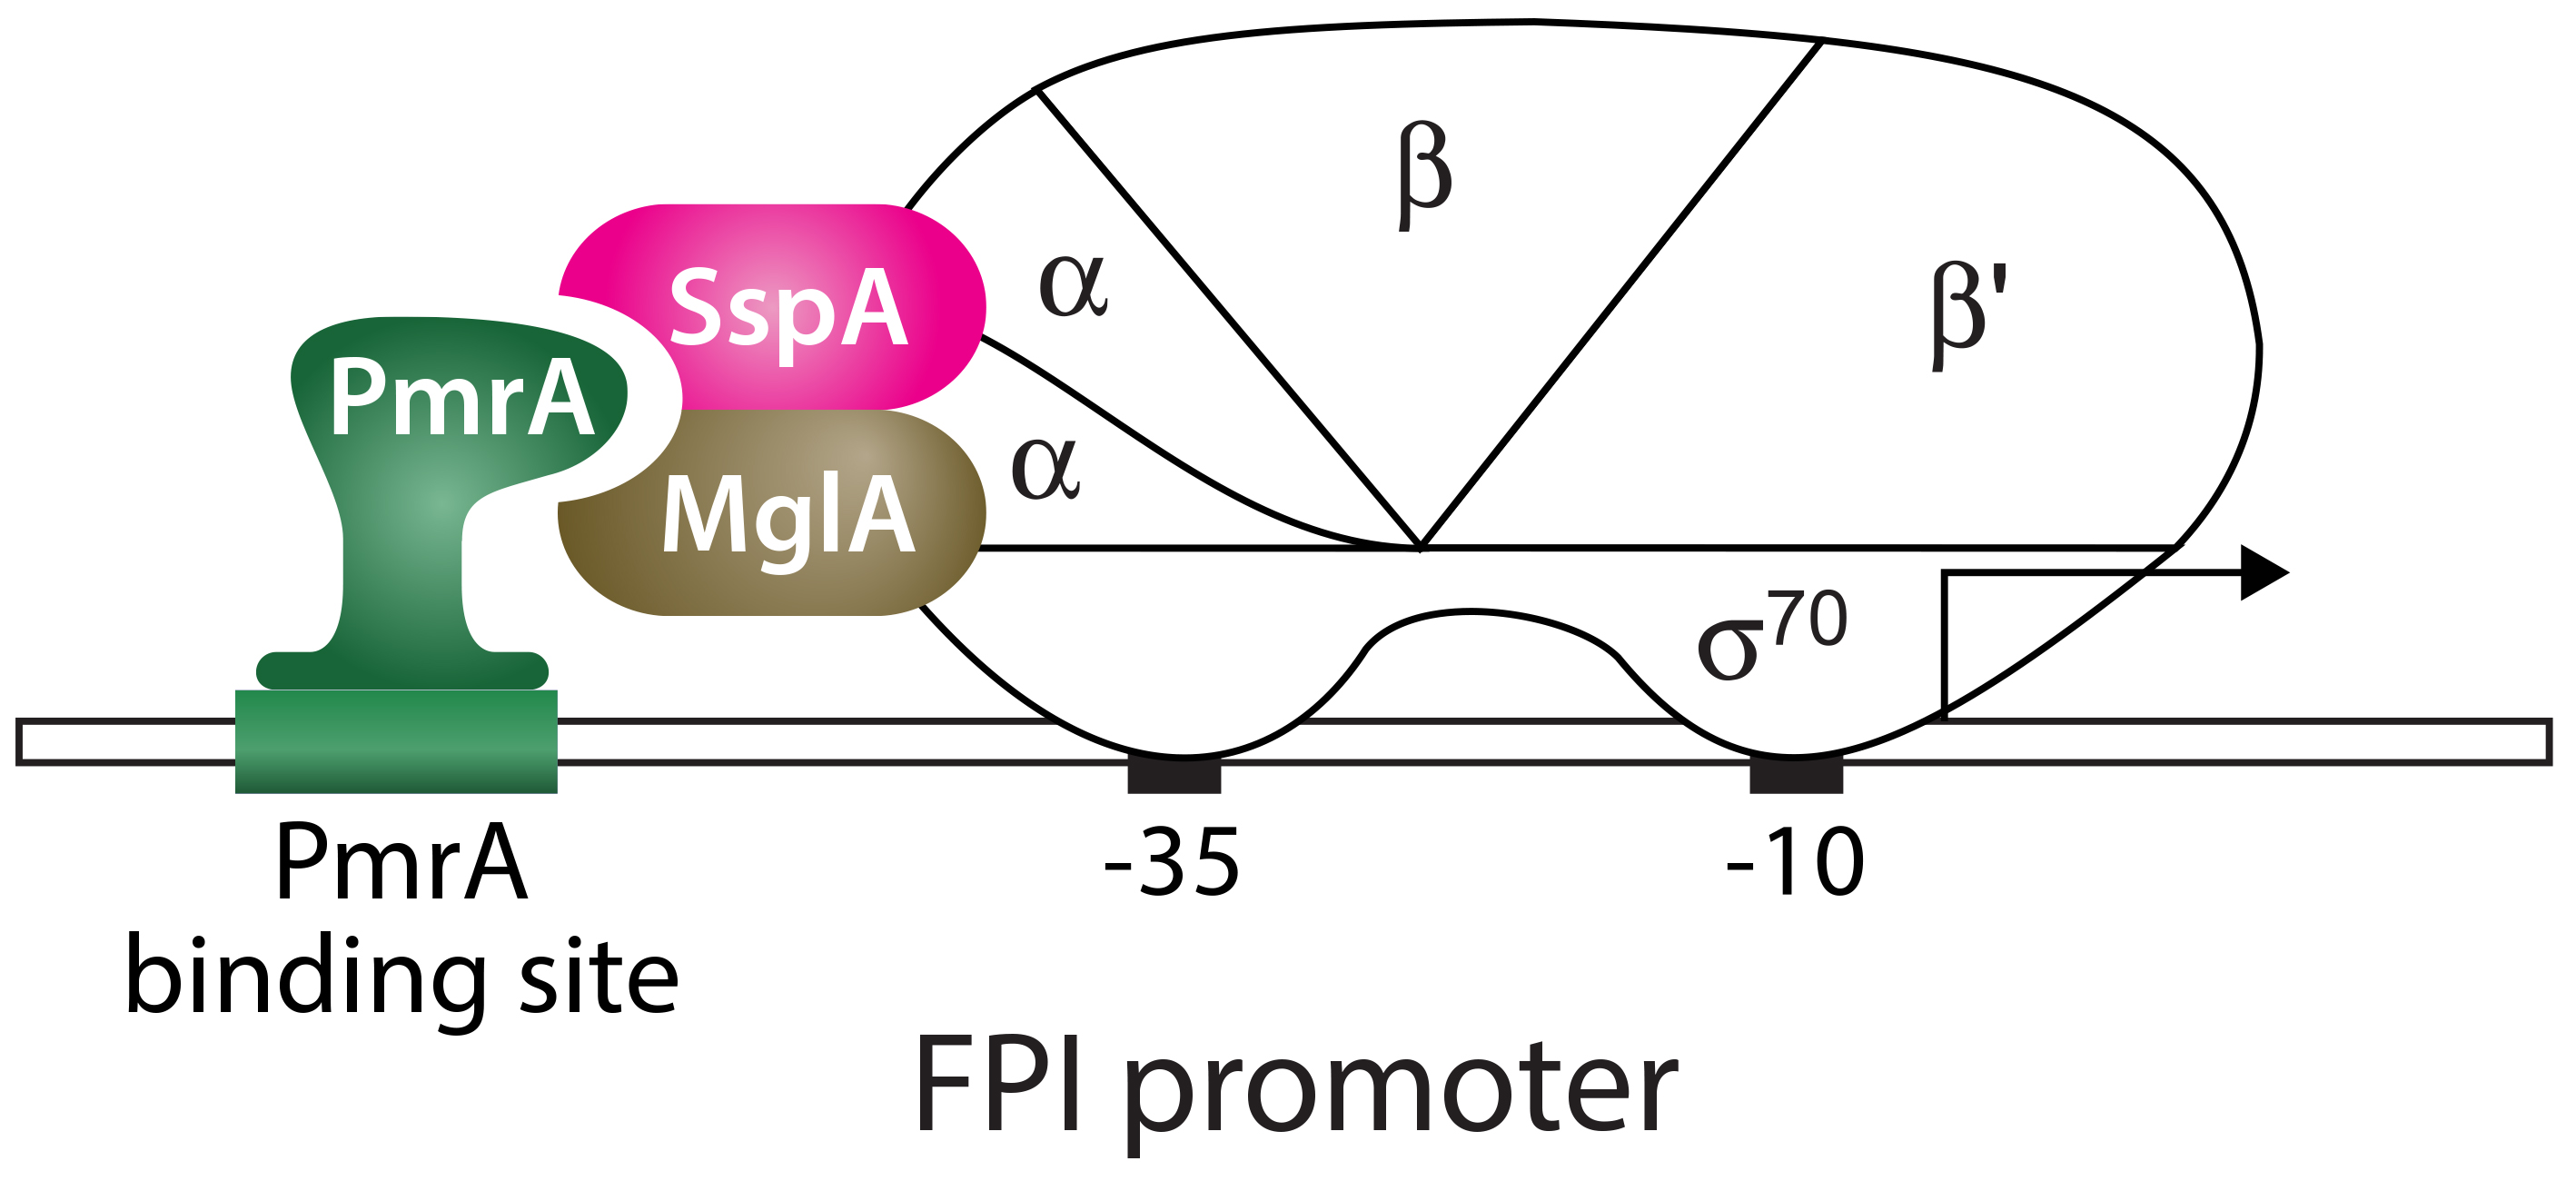 β
β'
α
SspA
PmrA
α
MglA
σ⁷⁰
-35
-10
PmrA
binding site
FPI promoter